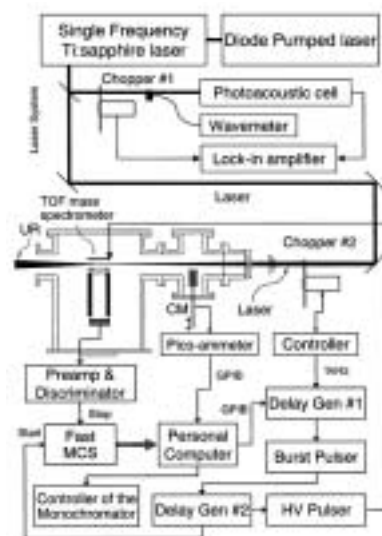 Single Frequency
Ti:sapphire laser
Diode Pumped laser
Chopper #1
Laser System
Photoacoustic cell
Wavemeter
Lock-in amplifier
Laser
TOF mass
spectrometer
UR
Chopper #2
CM
Laser
Pico-ammeter
Controller
GPIB
Preamp &
Discriminator
Stop
GPIB
Delay Gen #1
Start
Fast
MCS
Personal
Computer
Burst Pulser
Controller of the
Monochromator
Delay Gen #2
HV Pulser